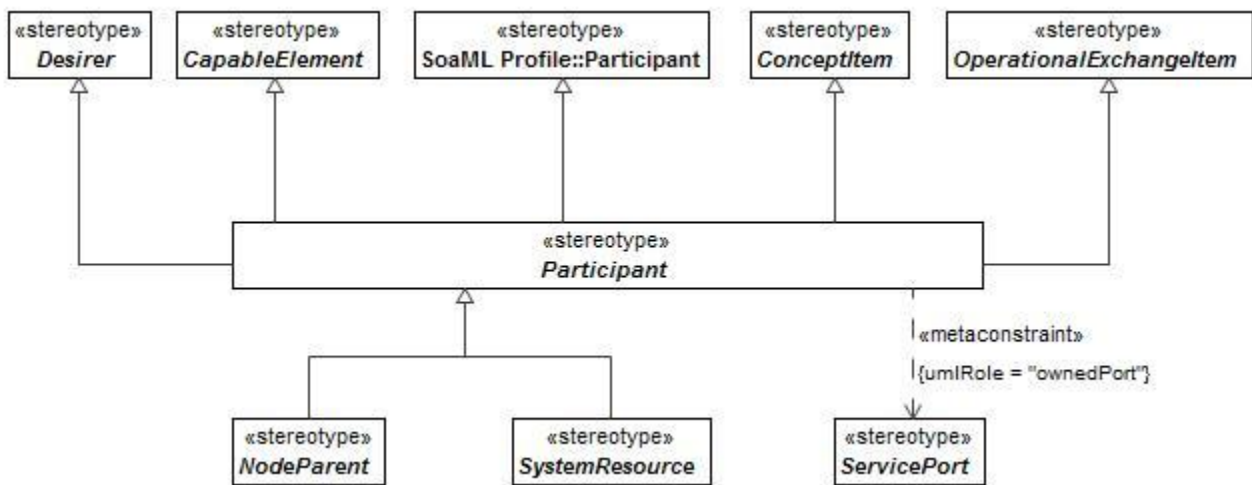 «stereotype»
Desirer
«stereotype»
CapableElement
«stereotype»
SoaML Profile::Participant
«stereotype»
ConceptItem
«stereotype»
OperationalExchangeItem
«stereotype»
Participant
«metaconstraint»
{umlRole = "ownedPort"}
«stereotype»
NodeParent
«stereotype»
SystemResource
«stereotype»
ServicePort